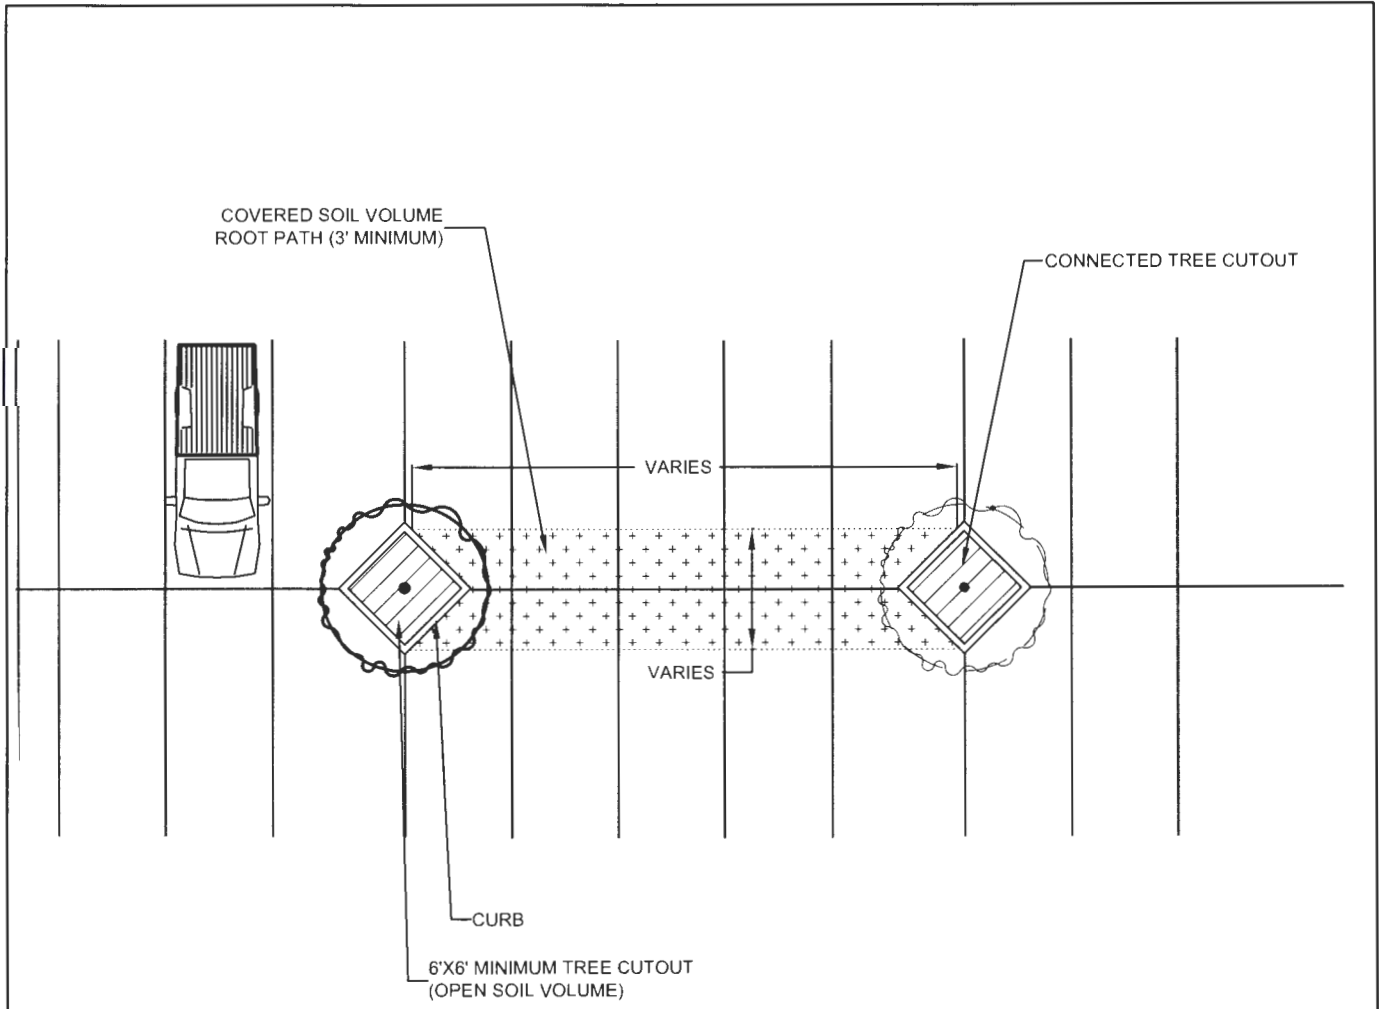 COVERED SOIL VOLUME
ROOT PATH (3' MINIMUM)
CONNECTED TREE CUTOUT
VARIES
VARIES
CURB
6'X6' MINIMUM TREE CUTOUT
(OPEN SOIL VOLUME)